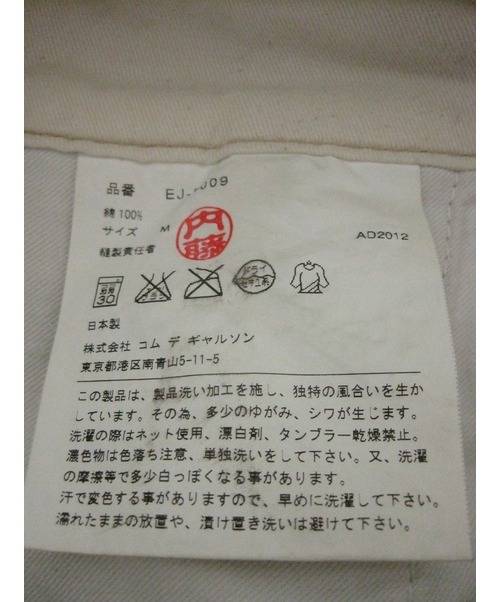 品番 EJ-
009
綿 100%
サイズ M
縫製責任者
内藤
AD2012
30
ドライ
日本製
株式会社 コム デ ギャルソン
東京都港区南青山5-11-5
この製品は、製品洗い加工を施し、独特の風合いを生か
しています。その為、多少のゆがみ、シワが生じます。
洗濯の際はネット使用、漂白剤、タンブラー乾燥禁止。
濃色物は色落ち注意、単独洗いをして下さい。又、洗濯
の摩擦等で多少白っぽくなる事があります。
汗で変色する事がありますので、早めに洗濯して下さい。
濡れたままの放置や、漬け置き洗いは避けて下さい。